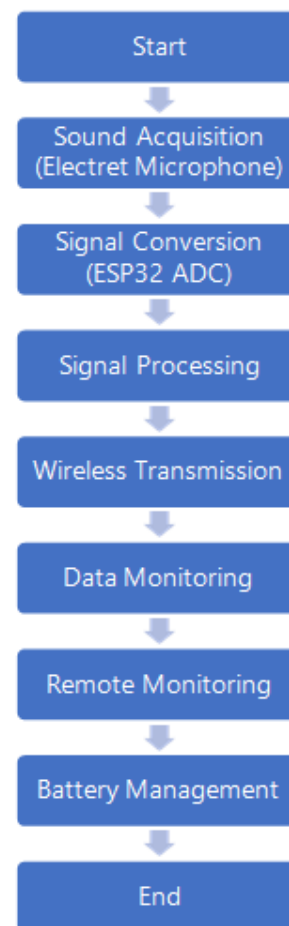 Start
Sound Acquisition
(Electret Microphone)
Signal Conversion
(ESP32 ADC)
Signal Processing
Wireless Transmission
Data Monitoring
Remote Monitoring
Battery Management
End